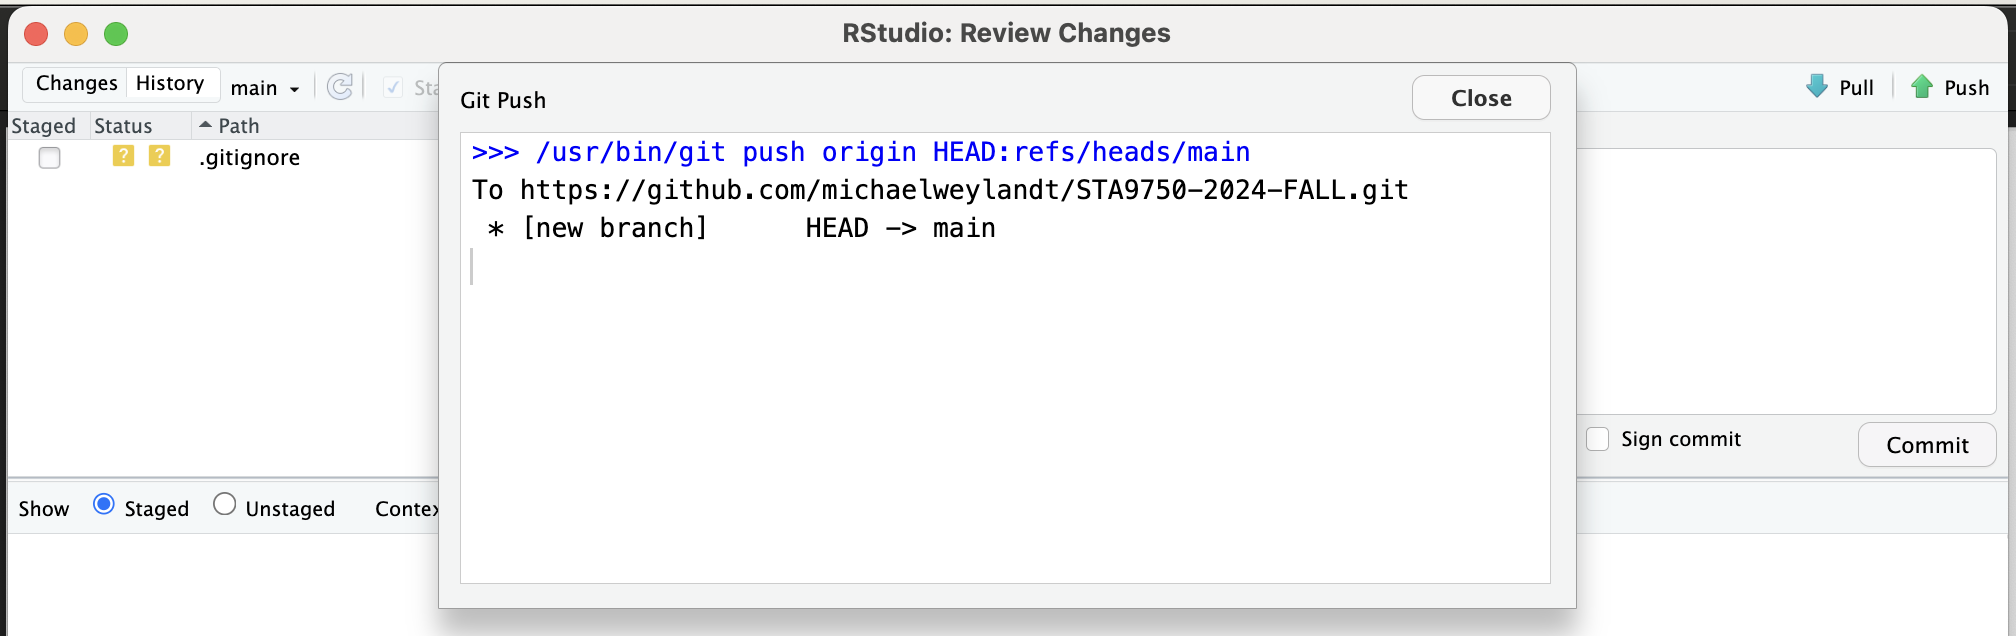 RStudio: Review Changes
Changes History main Sta
Pull Push
Git Push
Close
Staged Status Path
? ? .gitignore
>>> /usr/bin/git push origin HEAD:refs/heads/main
To https://github.com/michaelweylandt/STA9750-2024-FALL.git
* [new branch] HEAD -> main
Sign commit
Commit
Show Staged Unstaged Contex